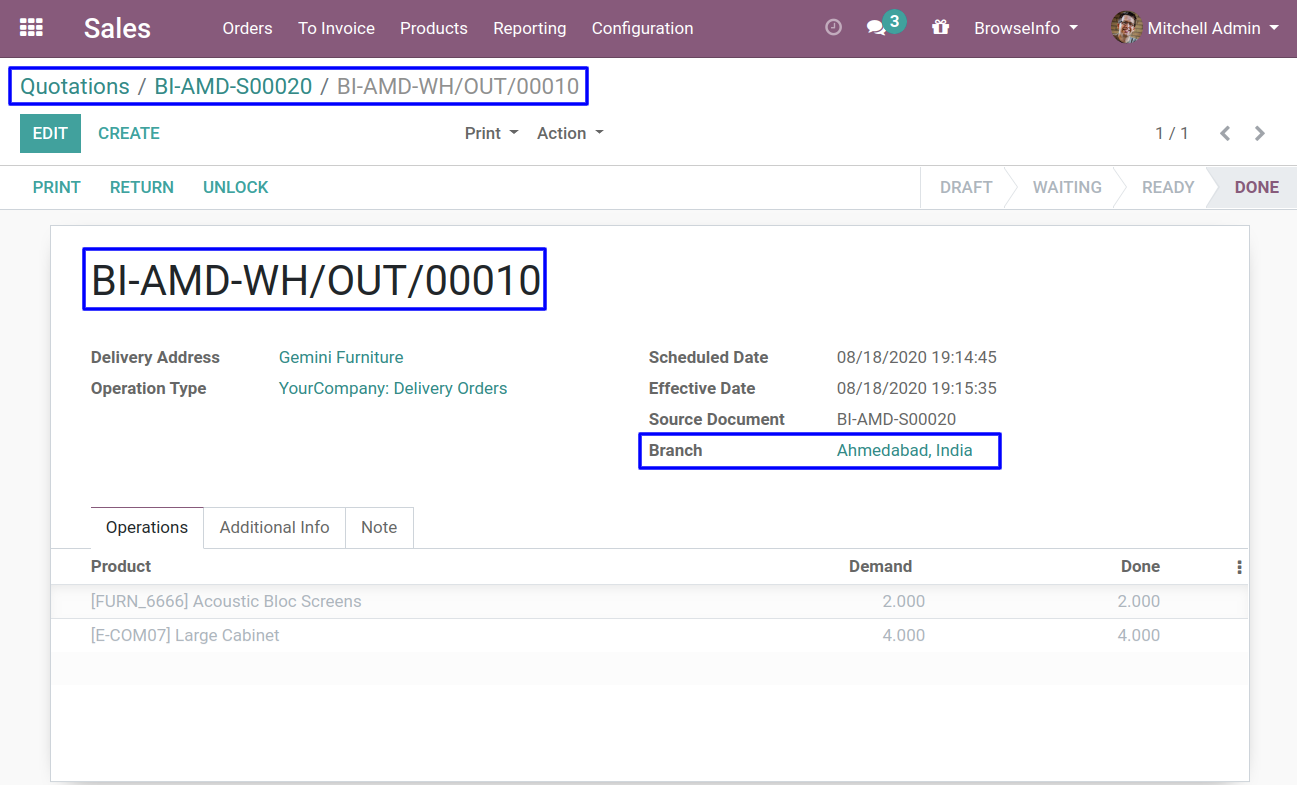 Sales Orders To Invoice Products Reporting Configuration 3 BrowseInfo Mitchell Admin
Quotations / BI-AMD-S00020 / BI-AMD-WH/OUT/00010
EDIT CREATE Print Action 1 / 1
PRINT RETURN UNLOCK DRAFT WAITING READY DONE
BI-AMD-WH/OUT/00010
Delivery Address Gemini Furniture Scheduled Date 08/18/2020 19:14:45
Operation Type YourCompany: Delivery Orders Effective Date 08/18/2020 19:15:35
Source Document BI-AMD-S00020
Branch Ahmedabad, India
Operations Additional Info Note
Product Demand Done
[FURN_6666] Acoustic Bloc Screens 2.000 2.000
[E-COM07] Large Cabinet 4.000 4.000